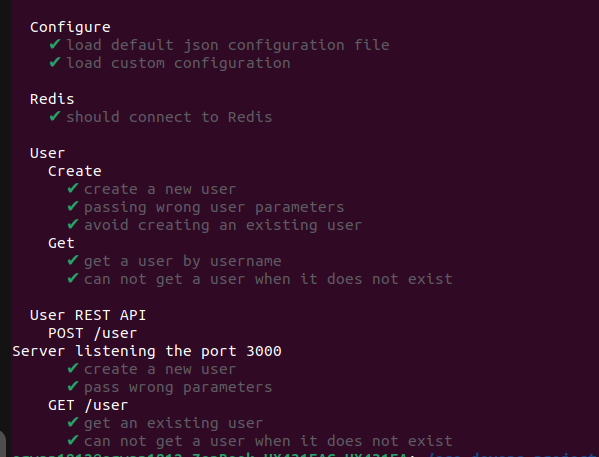 Configure
✔ load default json configuration file
✔ load custom configuration
Redis
✔ should connect to Redis
User
Create
✔ create a new user
✔ passing wrong user parameters
✔ avoid creating an existing user
Get
✔ get a user by username
✔ can not get a user when it does not exist
User REST API
POST /user
Server listening the port 3000
✔ create a new user
✔ pass wrong parameters
GET /user
✔ get an existing user
✔ can not get a user when it does not exist